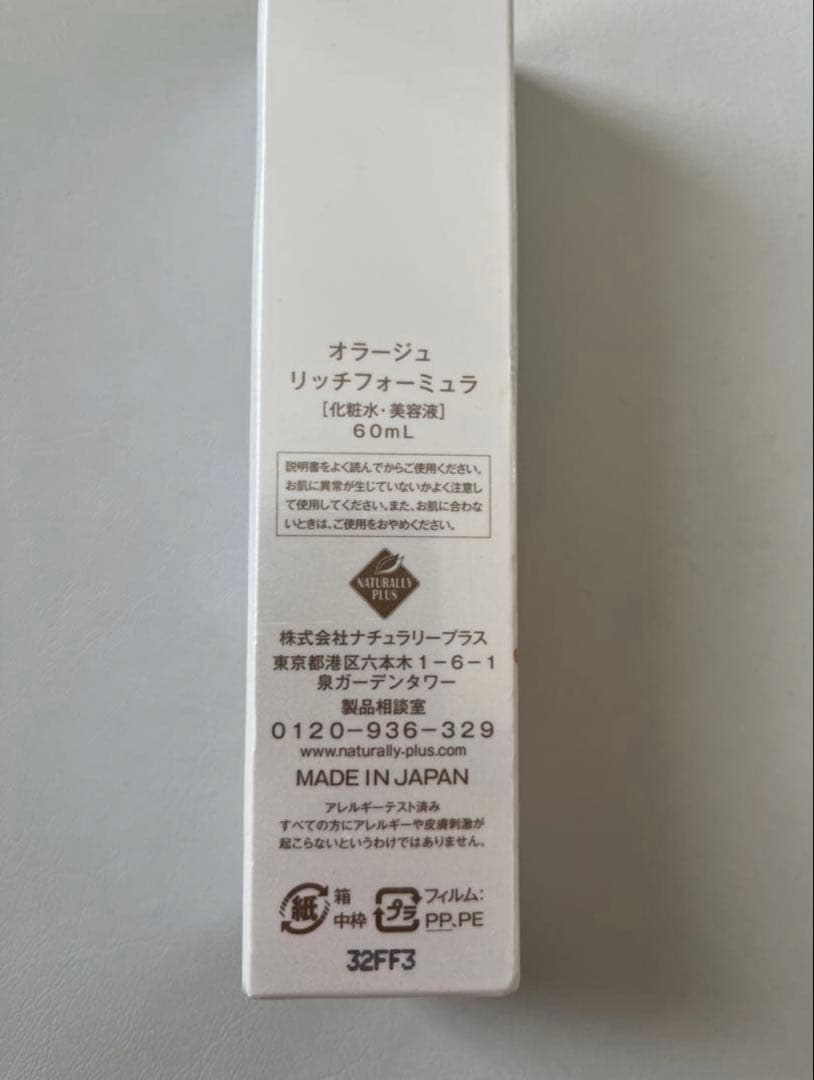 オラージュ
リッチフォーミュラ
［化粧水・美容液］
60mL
説明書をよく読んでからご使用ください。
お肌に異常が生じていないかよく注意し
て使用してください。また、お肌に合わな
いときは、ご使用をおやめください。
NATURALLY
PLUS
株式会社ナチュラリープラス
東京都港区六本木1-6-1
泉ガーデンタワー
製品相談室
0120-936-329
www.naturally-plus.com
MADE IN JAPAN
アレルギーテスト済み
すべての方にアレルギーや皮膚刺激が
起こらないというわけではありません。
紙 箱 中枠
プラ フィルム: PP、PE
32FF3